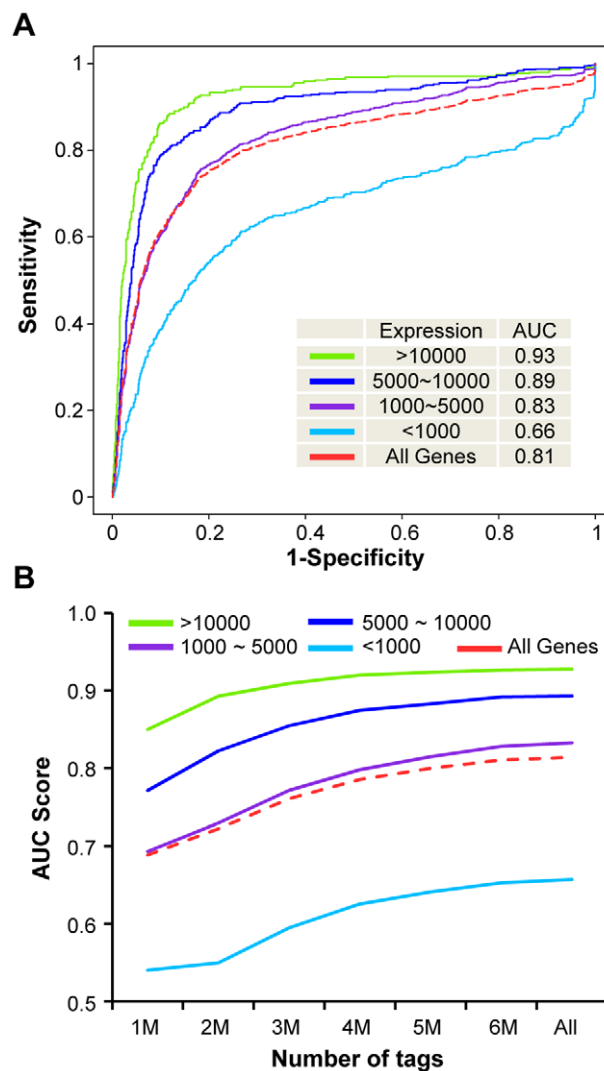 A
1
0.8
0.6
0.4
0.2
0
Sensitivity
Expression AUC
>10000 0.93
5000~10000 0.89
1000~5000 0.83
<1000 0.66
All Genes 0.81
0 0.2 0.4 0.6 0.8 1
1-Specificity
B
1.0
0.9
0.8
0.7
0.6
0.5
AUC Score
>10000 5000 ~ 10000
1000 ~ 5000 <1000 All Genes
1M 2M 3M 4M 5M 6M All
Number of tags